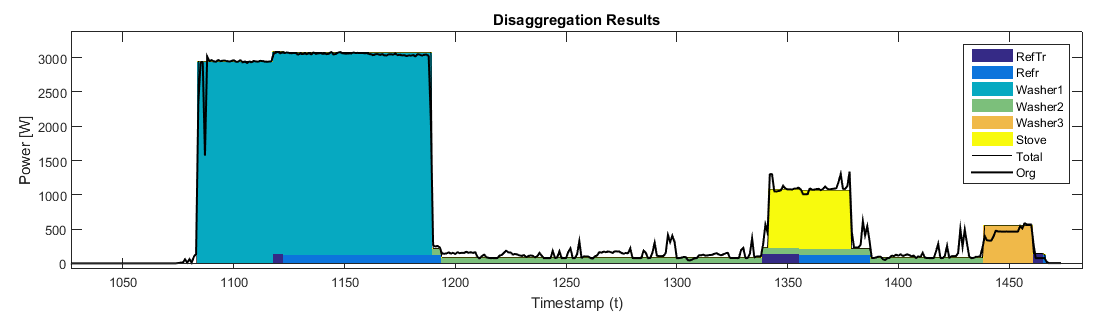 Disaggregation Results
Power [W]
3000
2500
2000
1500
1000
500
0
1050 1100 1150 1200 1250 1300 1350 1400 1450
Timestamp (t)
RefTr
Refr
Washer1
Washer2
Washer3
Stove
Total
Org